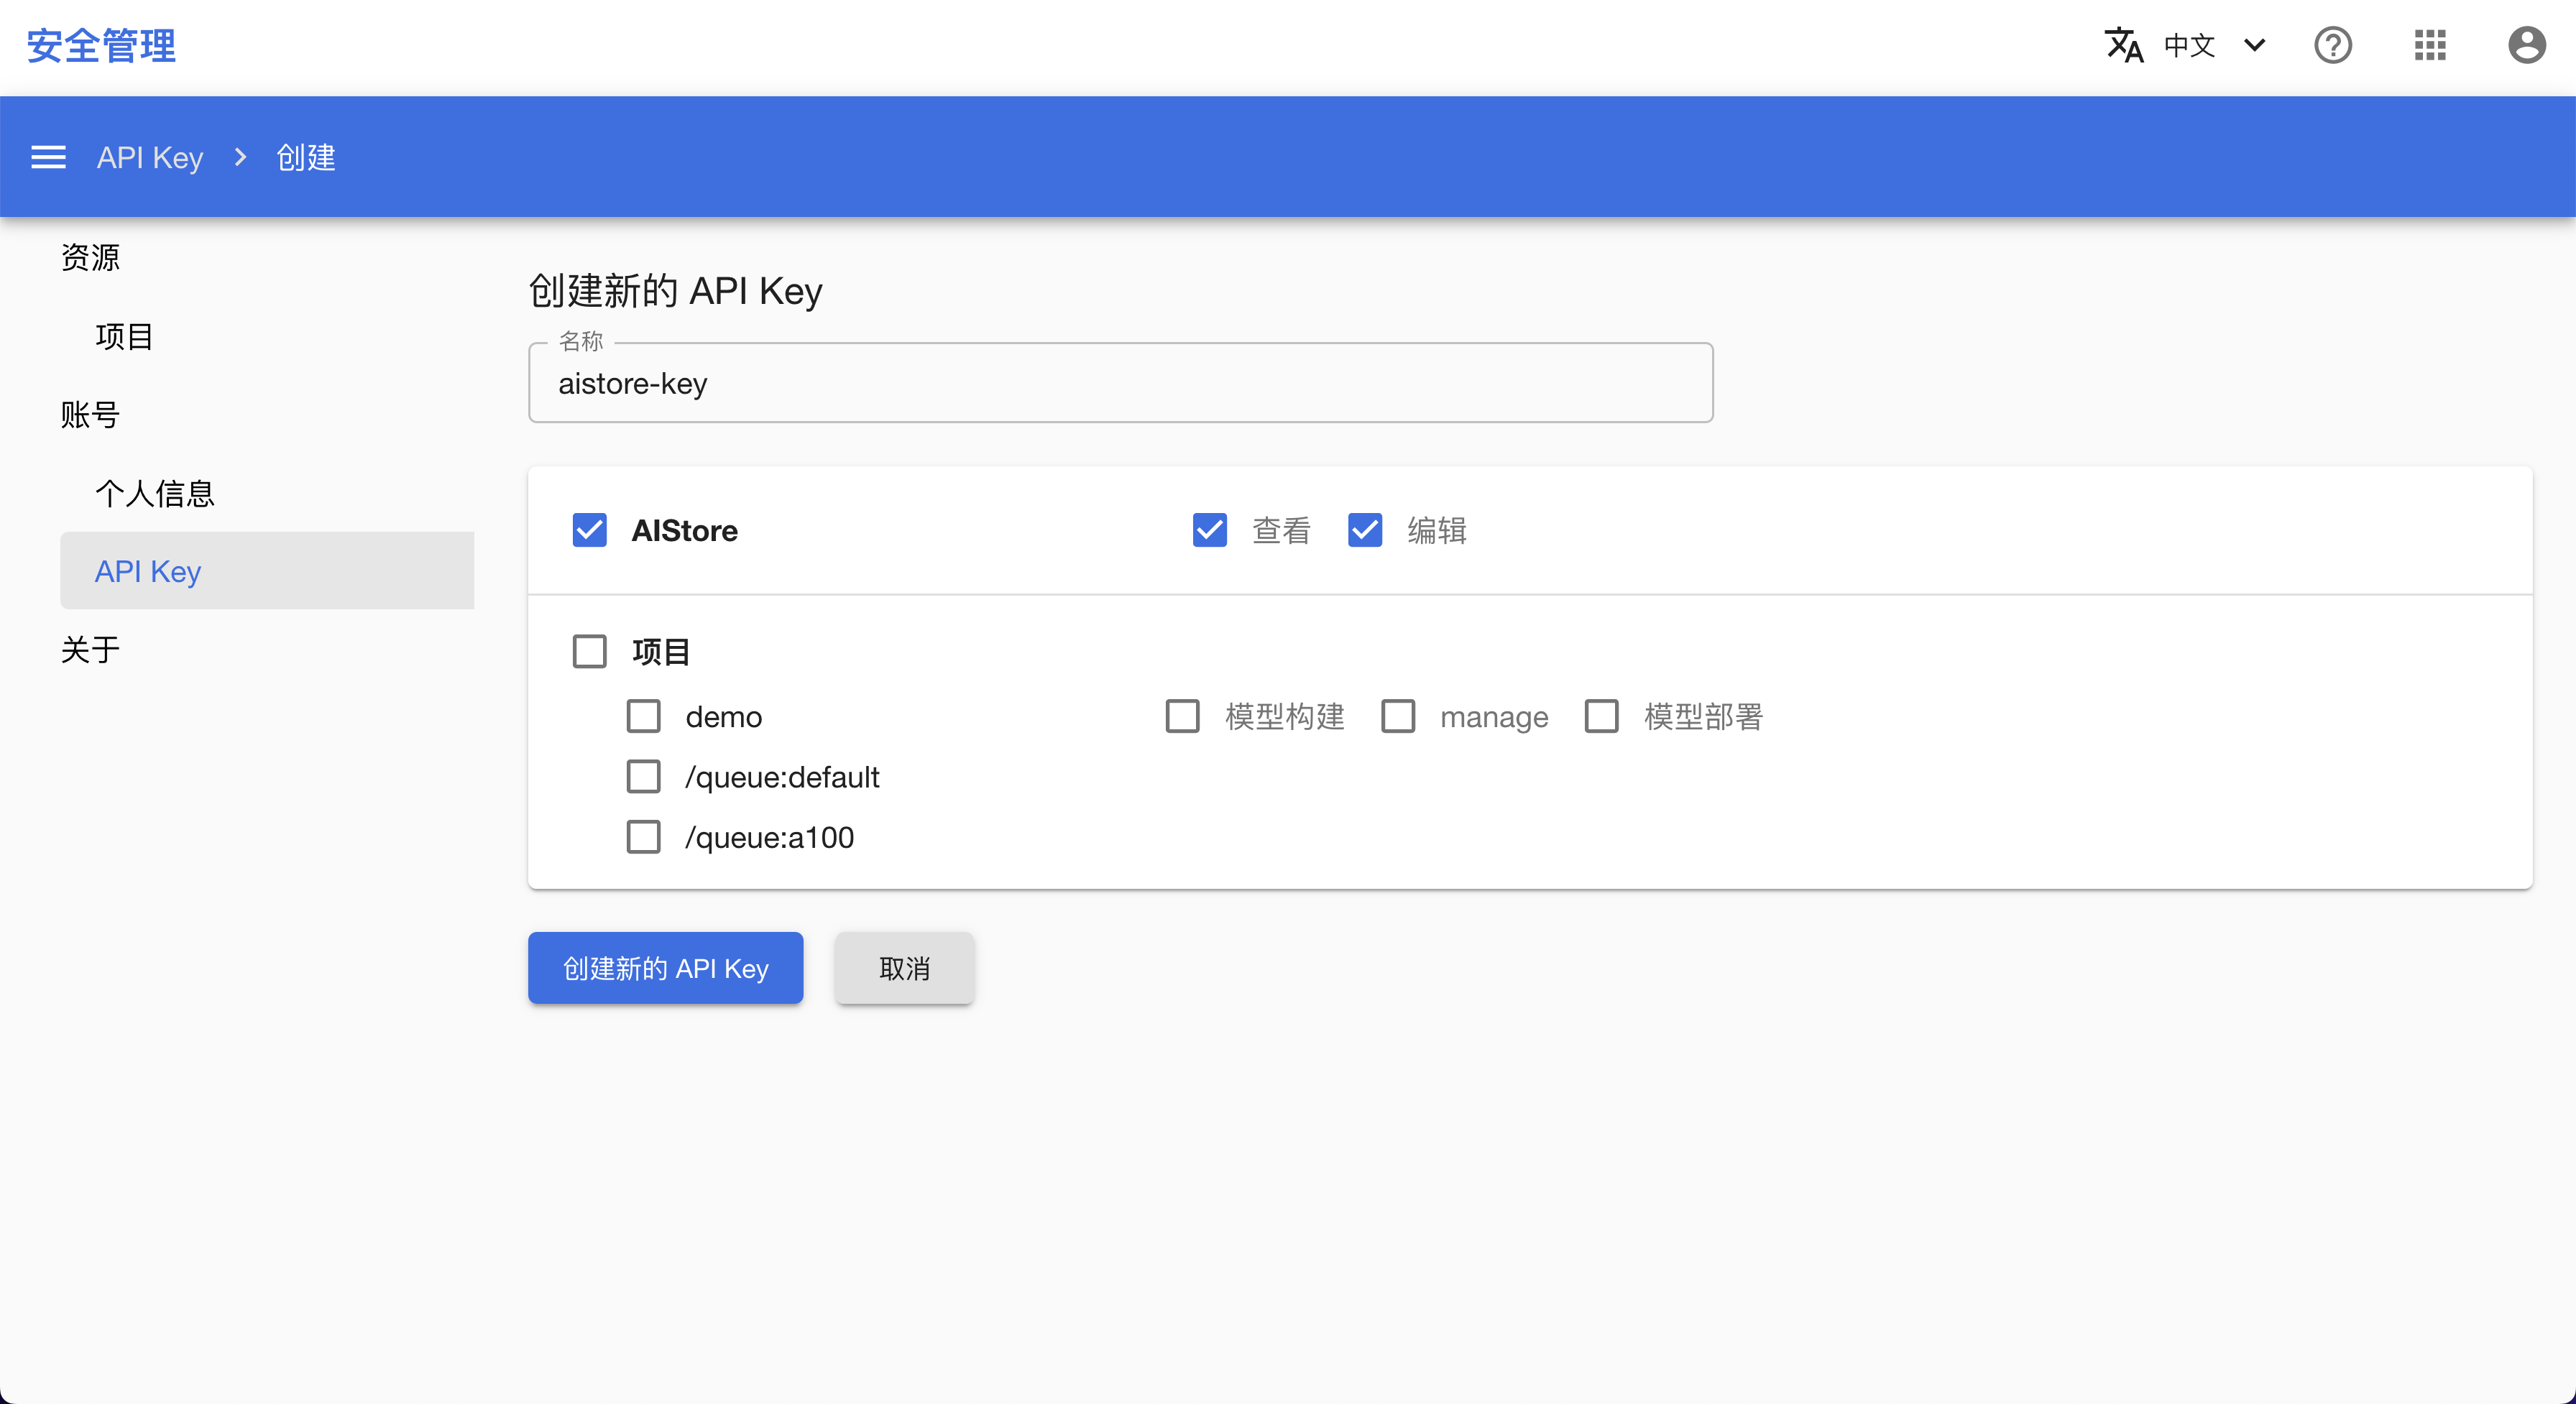 安全管理
中文
API Key > 创建
资源
项目
账号
个人信息
API Key
关于
创建新的 API Key
名称
aistore-key
AIStore 查看 编辑
项目
demo 模型构建 manage 模型部署
/queue:default
/queue:a100
创建新的 API Key 取消